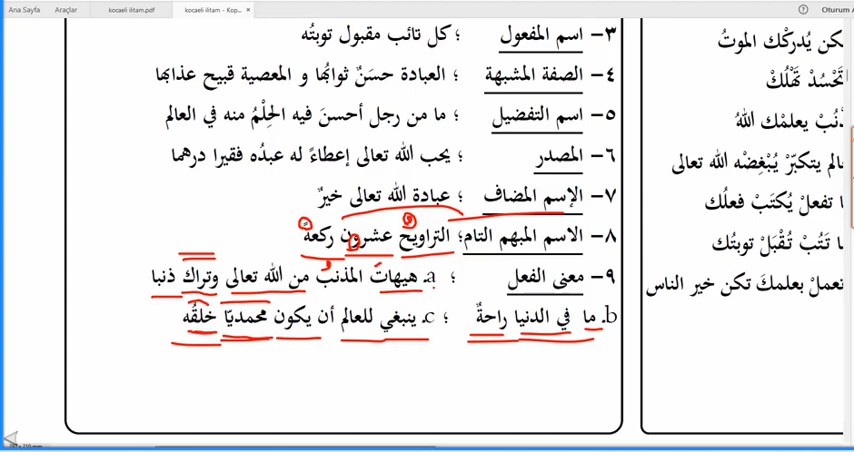 Ana Sayfa Araçlar kocaeli ilitam.pdf kocaeli ilitam - Kop... × Oturum A
٣- اسم المفعول ؛ كل تائب مقبول توبتُه
٤- الصفة المشبهة ؛ العبادة حسَنٌ ثوابُها و المعصية قبيح عذابها
٥- اسم التفضيل ؛ ما من رجل أحسنَ فيه الحِلْمُ منه في العالم
٦- المصدر ؛ يحب الله تعالى إعطاءً له عبدُه فقيرا درهما
٧- الإسم المضاف ؛ عبادة الله تعالى خيرٌ
٨- الاسم المبهم التام؛ التراويح عشرون ركعة
٩- معنى الفعل ؛ a. هيهاتَ المذنبُ من الله تعالى وتراك ذنبا
b. ما في الدنيا راحةٌ ؛ c. ينبغي للعالم أن يكون محمديّا خلقُه
كن يُدركْك الموتُ
تَحْسُدْ تَهْلُكْ
ذْنُبْ يعلمْك اللهُ
الم يتكبّرْ يُبْغِضْه الله تعالى
ا تفعلْ يُكتَبْ فعلُك
ا تَتُبْ تُقْبَلْ توبتُك
تعملْ بعلمكَ تكن خير الناس